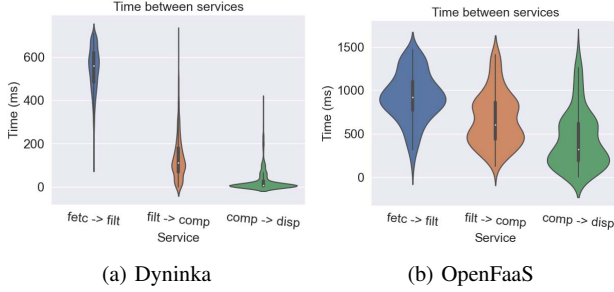 Time between services
600
400
200
0
Time (ms)
fetc -> filt
filt -> comp
comp -> disp
Service
(a) Dyninka
Time between services
1500
1000
500
0
Time (ms)
fetc -> filt
filt -> comp
comp -> disp
Service
(b) OpenFaaS